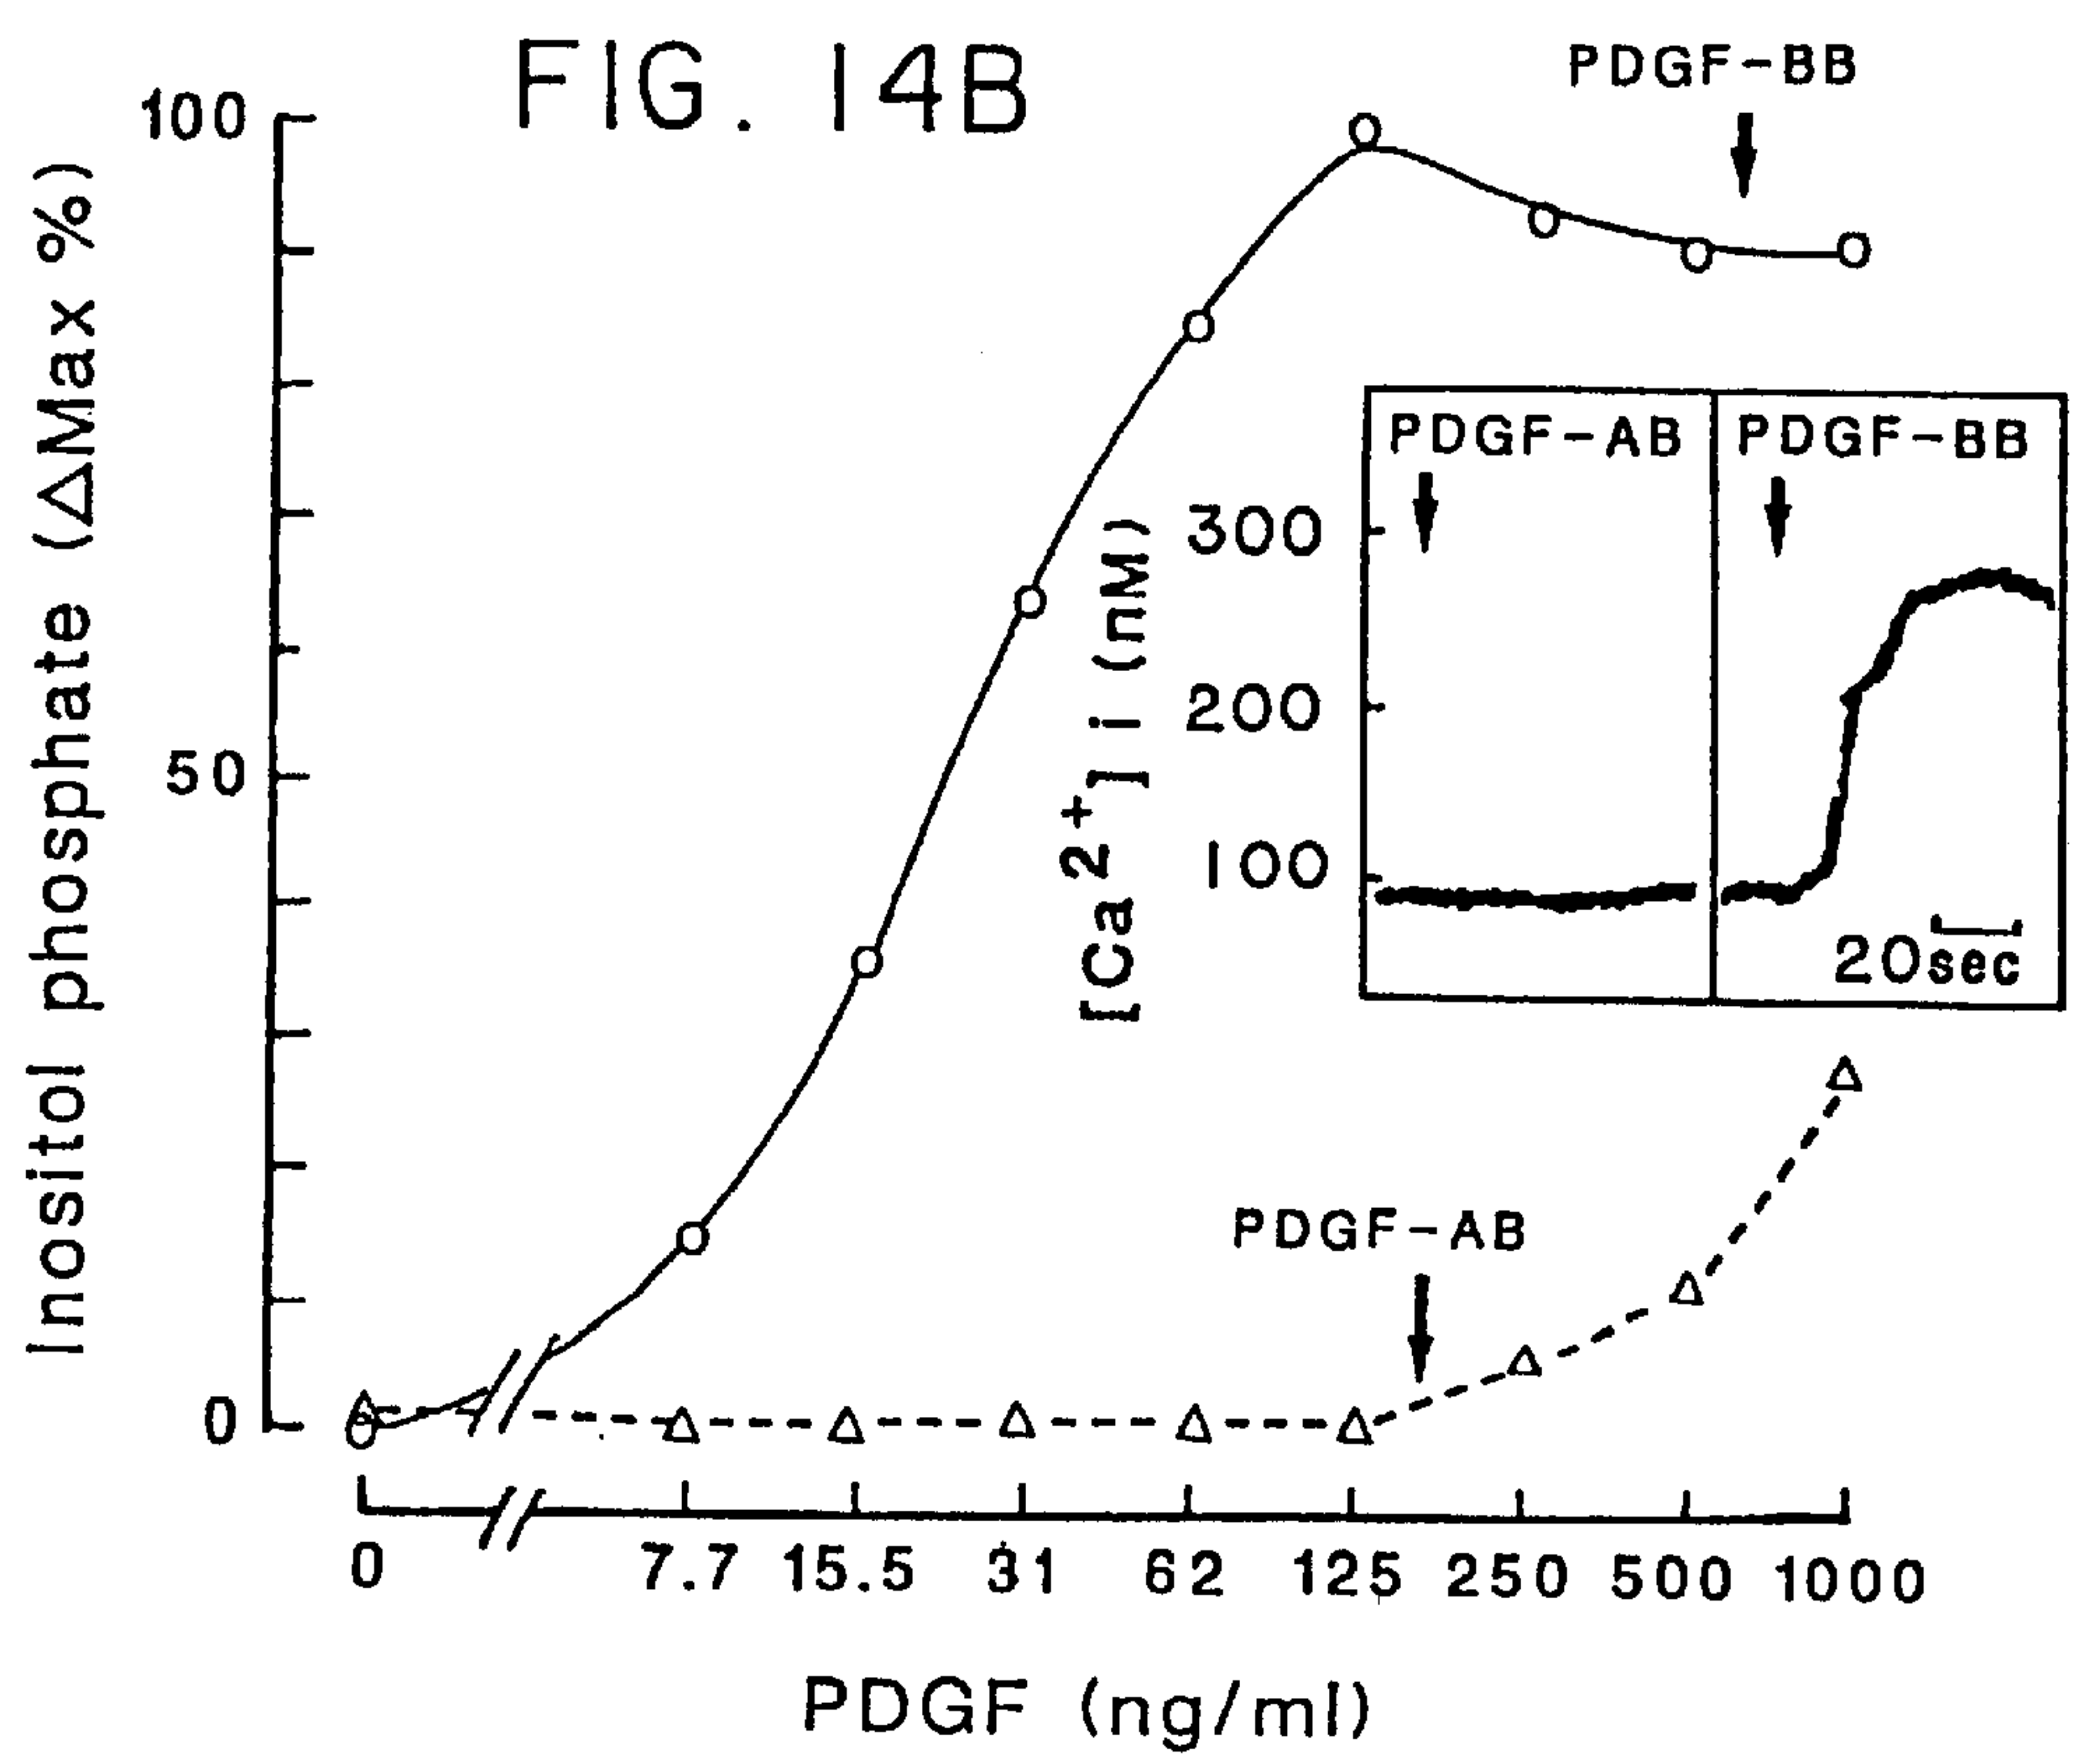 FIG. 14B
PDGF-BB
100
50
0
Inositol phosphate (ΔMax %)
PDGF-AB
PDGF-BB
300
200
100
[Ca2+]i (nM)
20sec
PDGF-AB
0 7.7 15.5 31 62 125 250 500 1000
PDGF (ng/ml)